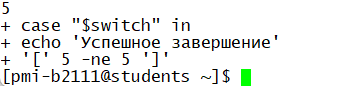 5
+ case "$switch" in
+ echo 'Успешное завершение'
+ '[' 5 -ne 5 ']'
[pmi-b2111@students ~]$